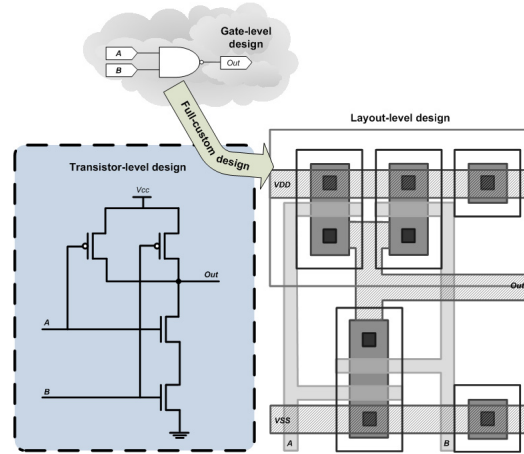 Gate-level
design
A
B
Out
Full-custom
design
Layout-level design
Transistor-level design
Vcc
Out
A
B
VDD
Out
VSS
A
B